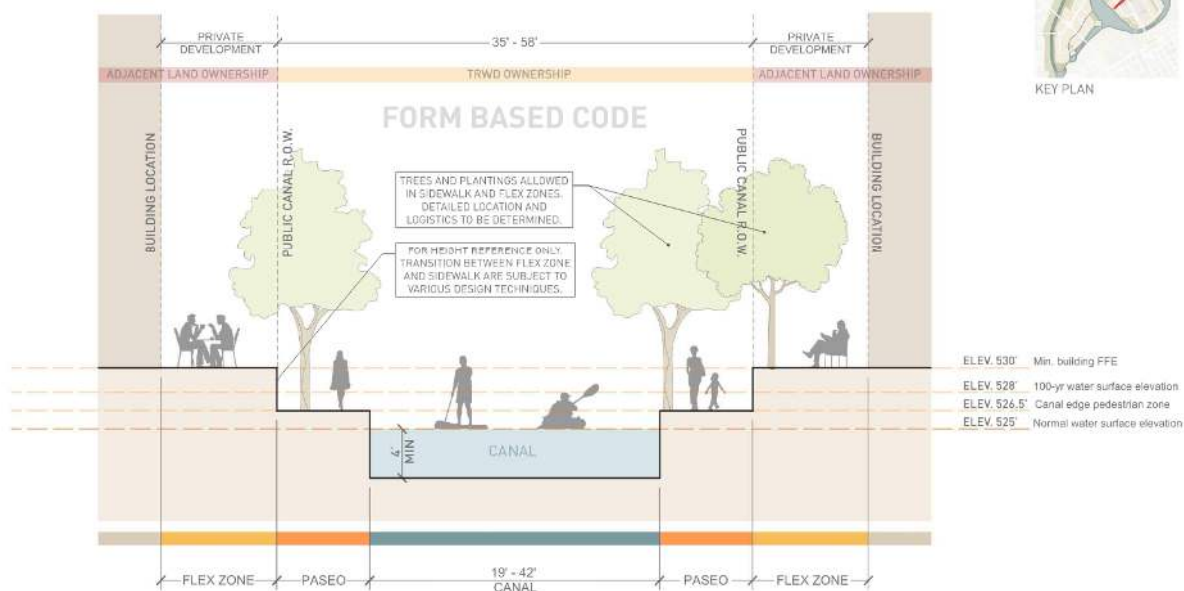 PRIVATE
DEVELOPMENT
35' - 58'
PRIVATE
DEVELOPMENT
ADJACENT LAND OWNERSHIP
TRWD OWNERSHIP
ADJACENT LAND OWNERSHIP
KEY PLAN
FORM BASED CODE
BUILDING LOCATION
PUBLIC CANAL R.O.W.
TREES AND PLANTINGS ALLOWED
IN SIDEWALK AND FLEX ZONES.
DETAILED LOCATION AND
LOGISTICS TO BE DETERMINED.
FOR HEIGHT REFERENCE ONLY.
TRANSITION BETWEEN FLEX ZONE
AND SIDEWALK ARE SUBJECT TO
VARIOUS DESIGN TECHNIQUES.
PUBLIC CANAL R.O.W.
BUILDING LOCATION
ELEV. 530' Min. building FFE
ELEV. 528' 100-yr water surface elevation
ELEV. 526.5' Canal edge pedestrian zone
ELEV. 525' Normal water surface elevation
4'
MIN
CANAL
FLEX ZONE
PASEO
19' - 42'
CANAL
PASEO
FLEX ZONE